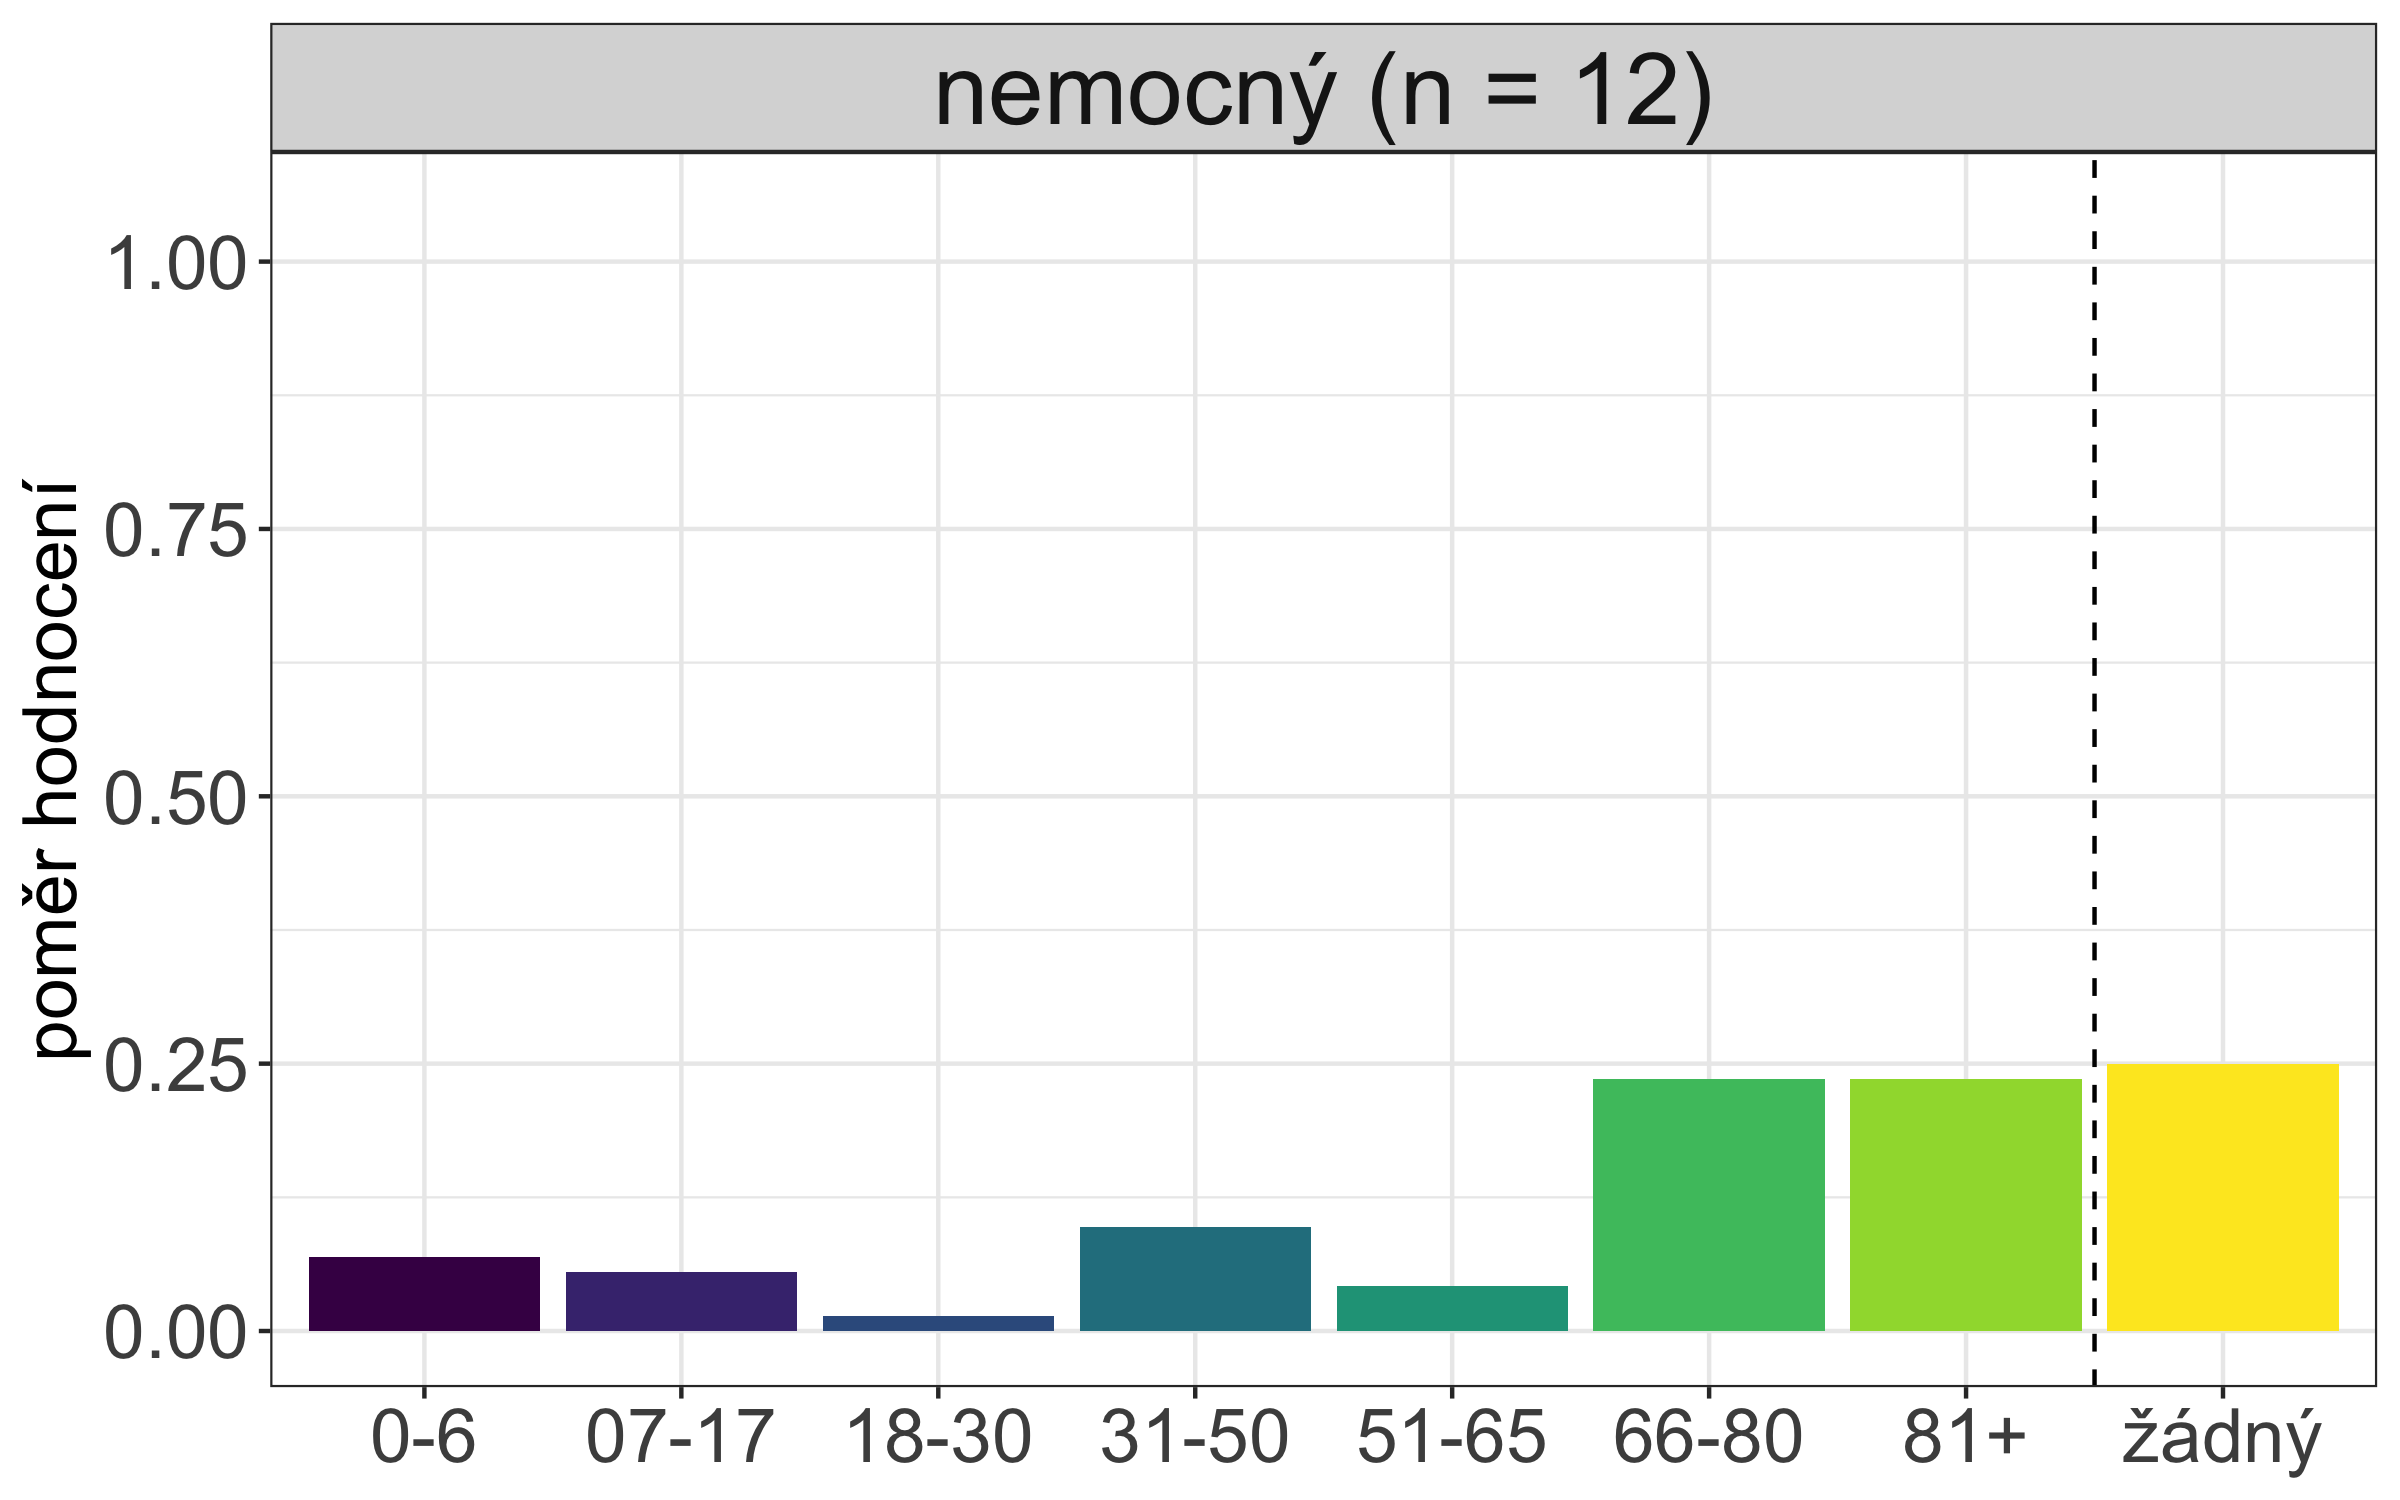 nemocný (n = 12)
poměr hodnocení
1.00
0.75
0.50
0.25
0.00
0-6 07-17 18-30 31-50 51-65 66-80 81+ žádný